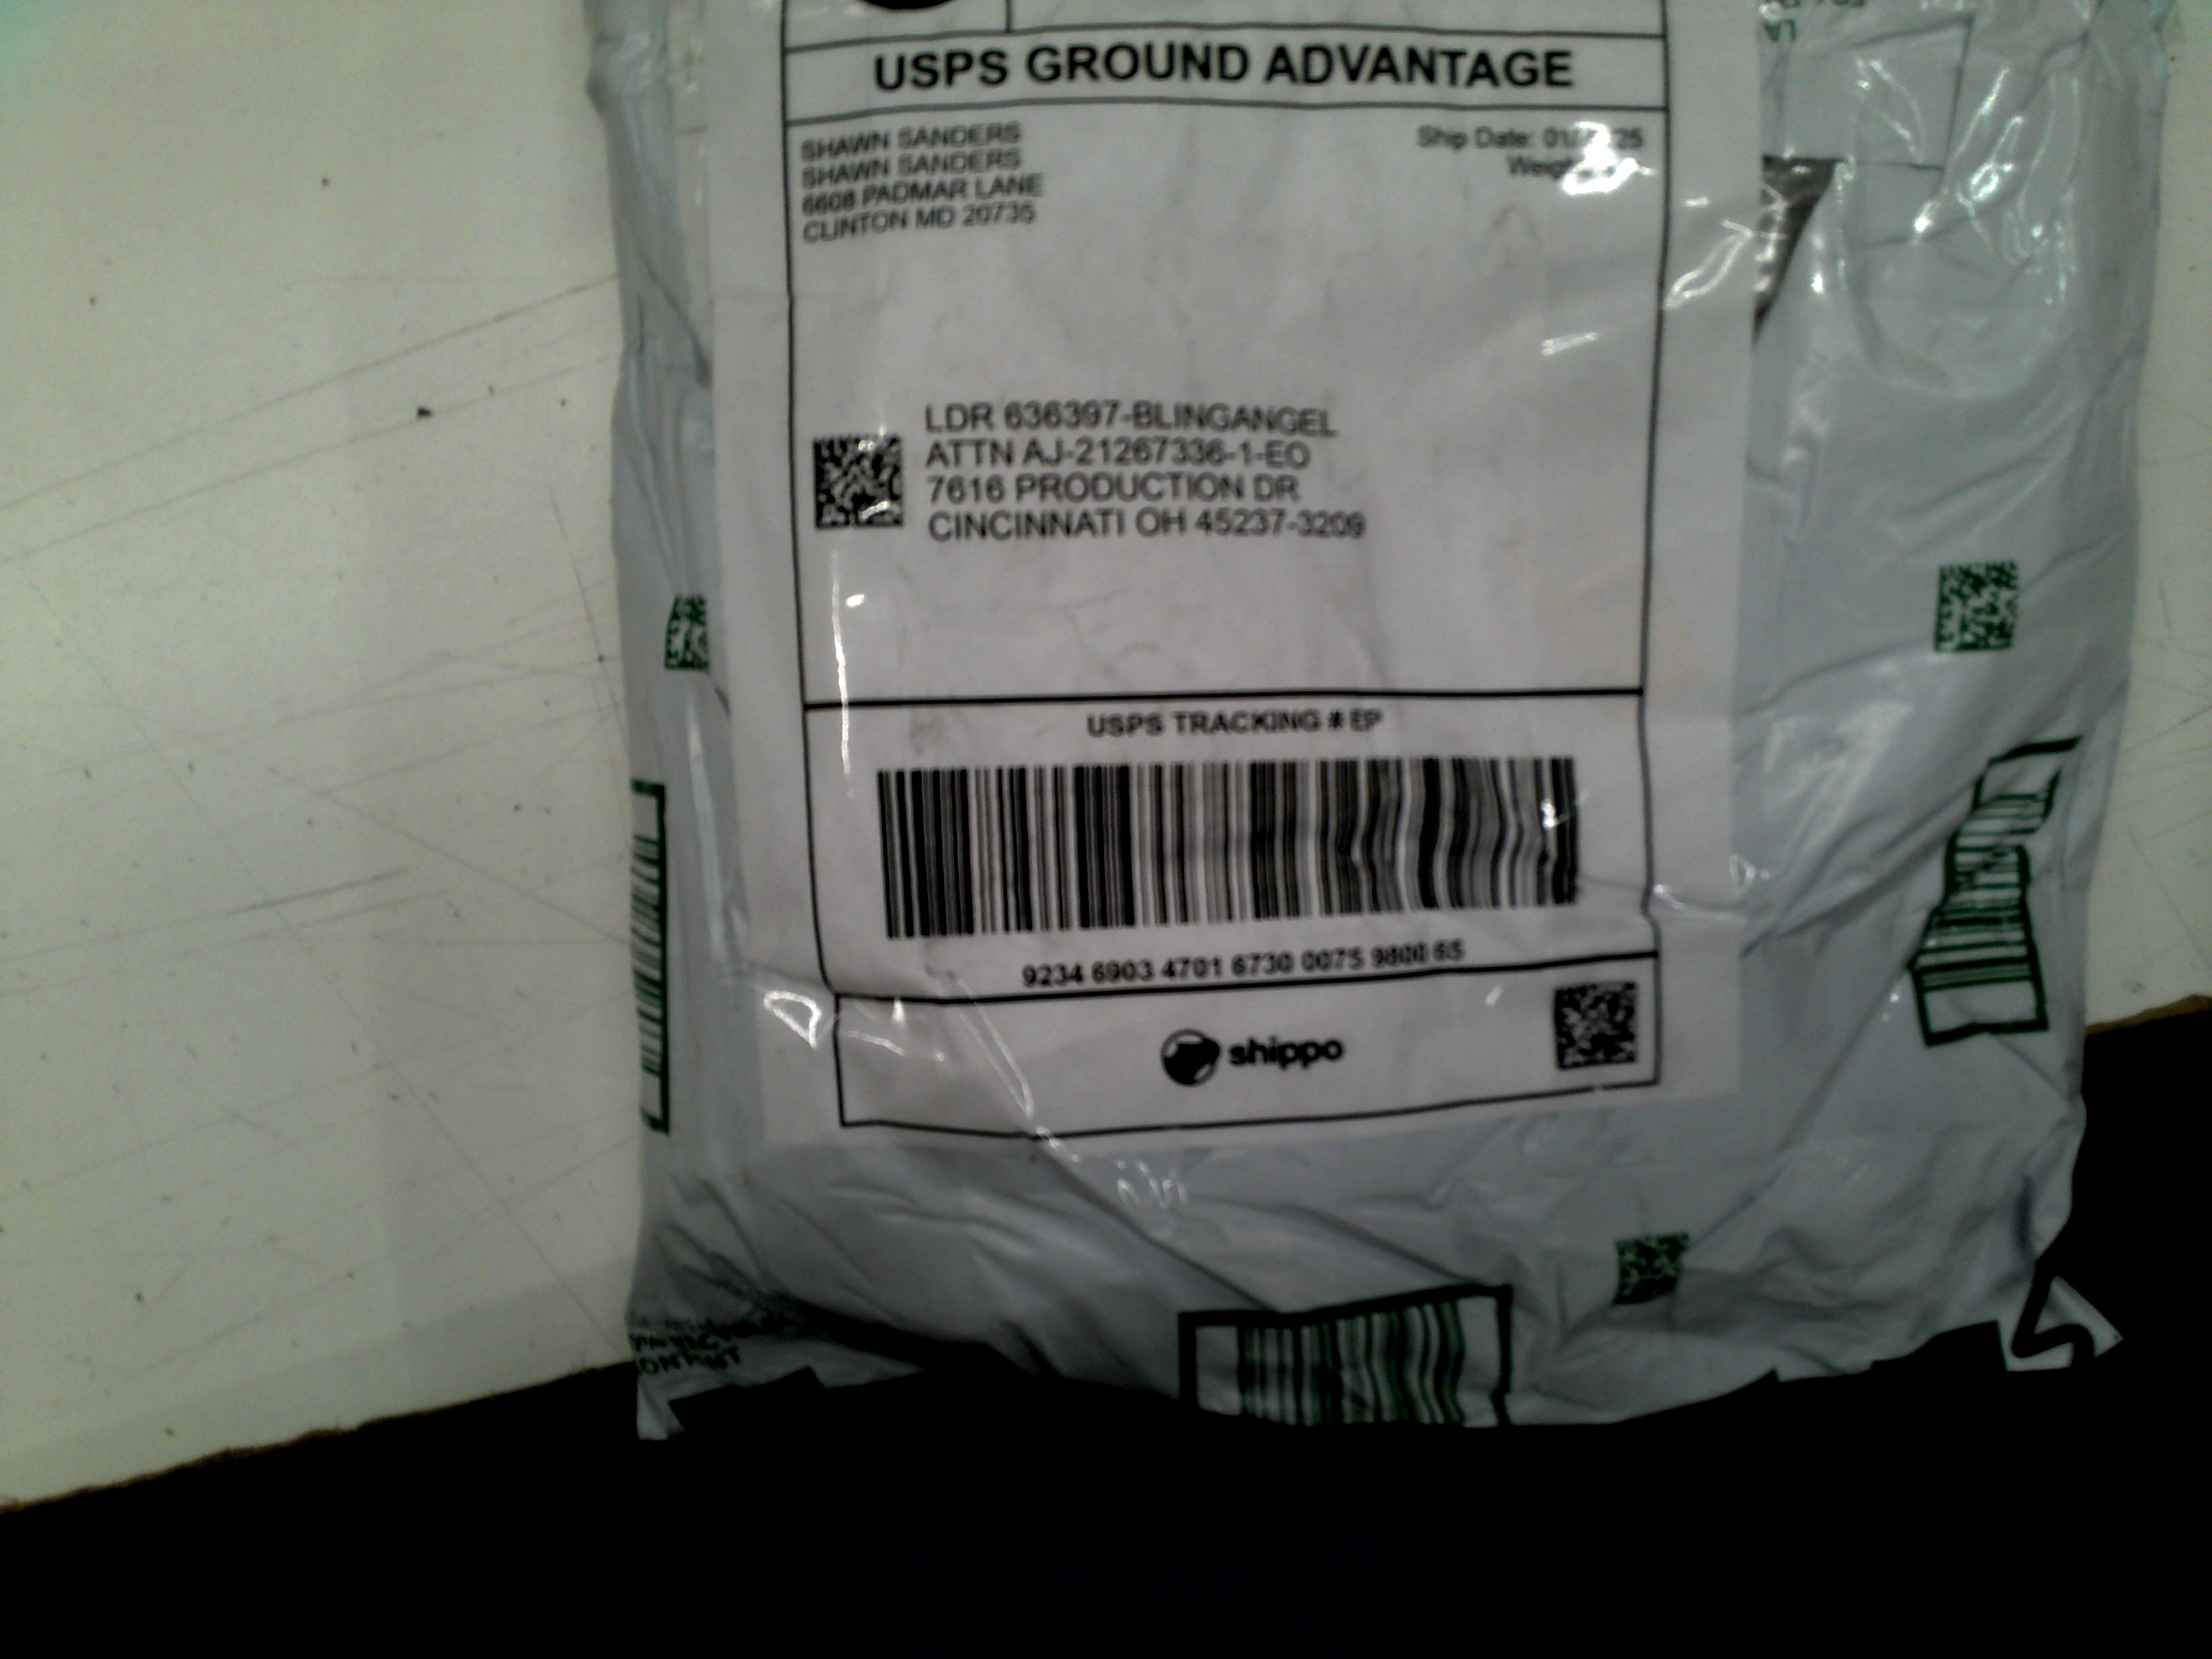 USPS GROUND ADVANTAGE
SHAWN SANDERS
SHAWN SANDERS
6608 PADMAR LANE
CLINTON MD 20735
Ship Date:
LDR 636397-BLINGANGEL
ATTN AJ-21267336-1-EO
7616 PRODUCTION DR
CINCINNATI OH 45237-3209
USPS TRACKING # EP
9234 6903 4701 6730 0075 9800 65
shippo